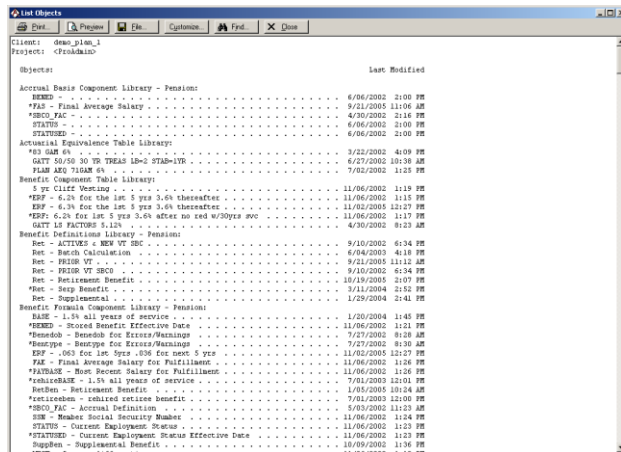 List Objects
Print... Preview File... Customize... Find... Close
Client: demo_plan_1
Project: <ProAdmin>
Objects: Last Modified
Accrual Basis Component Library - Pension:
BENED - . . . . . . . . 6/06/2002 2:00 PM
*FAS - Final Average Salary . . . . . . . . 9/21/2005 11:06 AM
*SBCO_FAC - . . . . . . . . 4/30/2002 2:16 PM
STATUS - . . . . . . . . 6/06/2002 2:00 PM
STATUSED - . . . . . . . . 6/06/2002 2:00 PM
Actuarial Equivalence Table Library:
*83 GAM 6% . . . . . . . . 3/22/2002 4:09 PM
GATT 50/50 30 YR TREAS LB=2 STAB=1YR . . . . . . . . 6/27/2002 10:38 AM
PLAN AEQ 71GAM 6% . . . . . . . . 7/02/2002 1:25 PM
Benefit Component Table Library:
5 yr Cliff Vesting . . . . . . . . 11/06/2002 1:19 PM
*ERF - 6.2% for the 1st 5 yrs 3.6% thereafter . . . . . . . . 11/06/2002 1:15 PM
ERF - 6.3% for the 1st 5 yrs 3.6% thereafter . . . . . . . . 11/02/2005 12:27 PM
*ERF: 6.2% for 1st 5 yrs 3.6% after no red w/30yrs svc . . . . . . . . 11/06/2002 1:17 PM
GATT LS FACTORS 5.12% . . . . . . . . 4/30/2002 8:23 AM
Benefit Definitions Library - Pension:
Ret - ACTIVES & NEW VT SBC . . . . . . . . 9/10/2002 6:34 PM
Ret - Batch Calculation . . . . . . . . 6/04/2003 4:18 PM
Ret - PRIOR VT . . . . . . . . 9/21/2005 11:12 AM
Ret - PRIOR VT SBCO . . . . . . . . 9/10/2002 6:34 PM
Ret - Retirement Benefit . . . . . . . . 10/19/2005 2:07 PM
*Ret - Serp Benefit . . . . . . . . 3/11/2004 2:52 PM
Ret - Supplemental . . . . . . . . 1/29/2004 2:41 PM
Benefit Formula Component Library - Pension:
BASE - 1.5% all years of service . . . . . . . . 1/20/2004 1:45 PM
*BENED - Stored Benefit Effective Date . . . . . . . . 11/06/2002 1:21 PM
*Benedob - Benedob for Errors/Warnings . . . . . . . . 7/27/2002 8:28 AM
*Bentype - Bentype for Errors/Warnings . . . . . . . . 7/27/2002 8:30 AM
ERF - .063 for 1st 5yrs .036 for next 5 yrs . . . . . . . . 11/02/2005 12:27 PM
FAE - Final Average Salary for Fulfillment . . . . . . . . 11/06/2002 1:26 PM
*PAYBASE - Most Recent Salary for Fulfillment . . . . . . . . 11/06/2002 1:26 PM
*rehireBASE - 1.5% all years of service . . . . . . . . 7/01/2003 12:01 PM
RetBen - Retirement Benefit . . . . . . . . 1/05/2005 10:24 AM
*retireeben - rehired retiree benefit . . . . . . . . 7/01/2003 12:00 PM
*SBCO_FAC - Accrual Definition . . . . . . . . 5/03/2002 11:23 AM
SSN - Member Social Security Number . . . . . . . . 11/06/2002 1:24 PM
STATUS - Current Employment Status . . . . . . . . 11/06/2002 1:23 PM
*STATUSED - Current Employment Status Effective Date . . . . . . . . 11/06/2002 1:23 PM
SuppBen - Supplemental Benefit . . . . . . . . 10/09/2002 1:36 PM